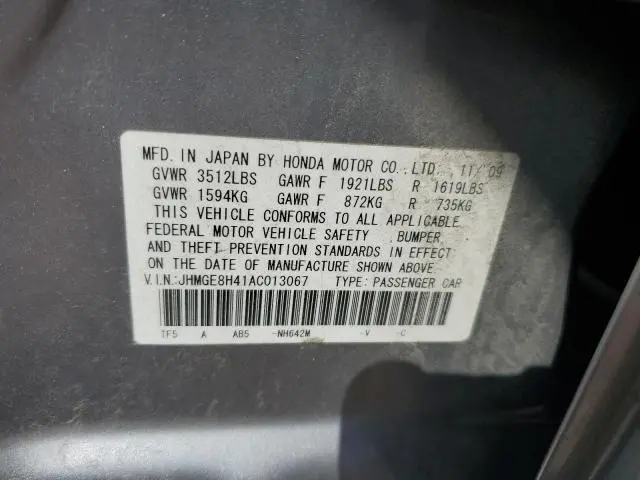 MFD. IN JAPAN BY HONDA MOTOR CO., LTD. 11/09
GVWR 3512LBS GAWR F 1921LBS R 1619LBS
GVWR 1594KG GAWR F 872KG R 735KG
THIS VEHICLE CONFORMS TO ALL APPLICABLE
FEDERAL MOTOR VEHICLE SAFETY, BUMPER,
AND THEFT PREVENTION STANDARDS IN EFFECT
ON THE DATE OF MANUFACTURE SHOWN ABOVE.
V.I.N.:JHMGE8H41AC013067 TYPE: PASSENGER CAR
TF5 A AB5 -NH642M -V -C